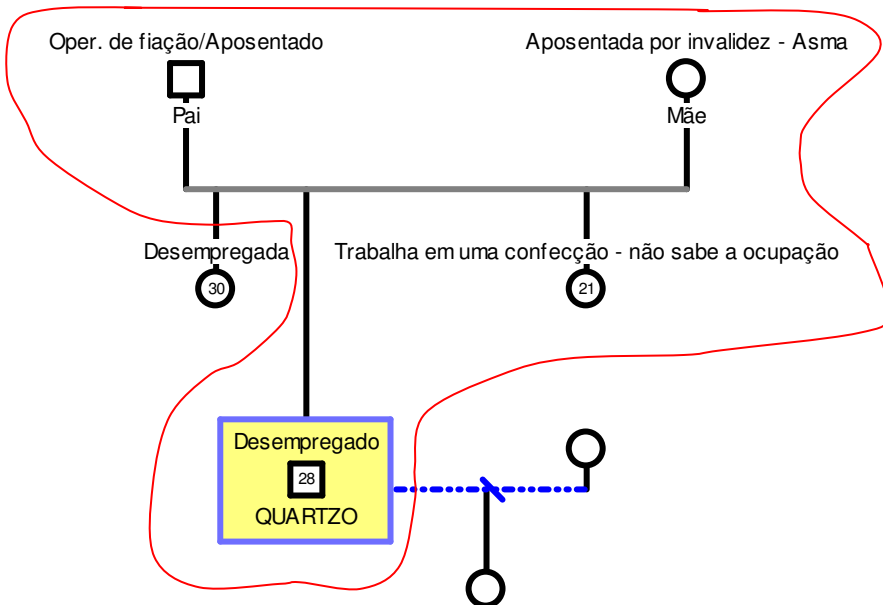 Oper. de fiação/Aposentado
Aposentada por invalidez - Asma
Pai
Mãe
Desempregada
Trabalha em uma confecção - não sabe a ocupação
30
21
Desempregado
28
QUARTZO